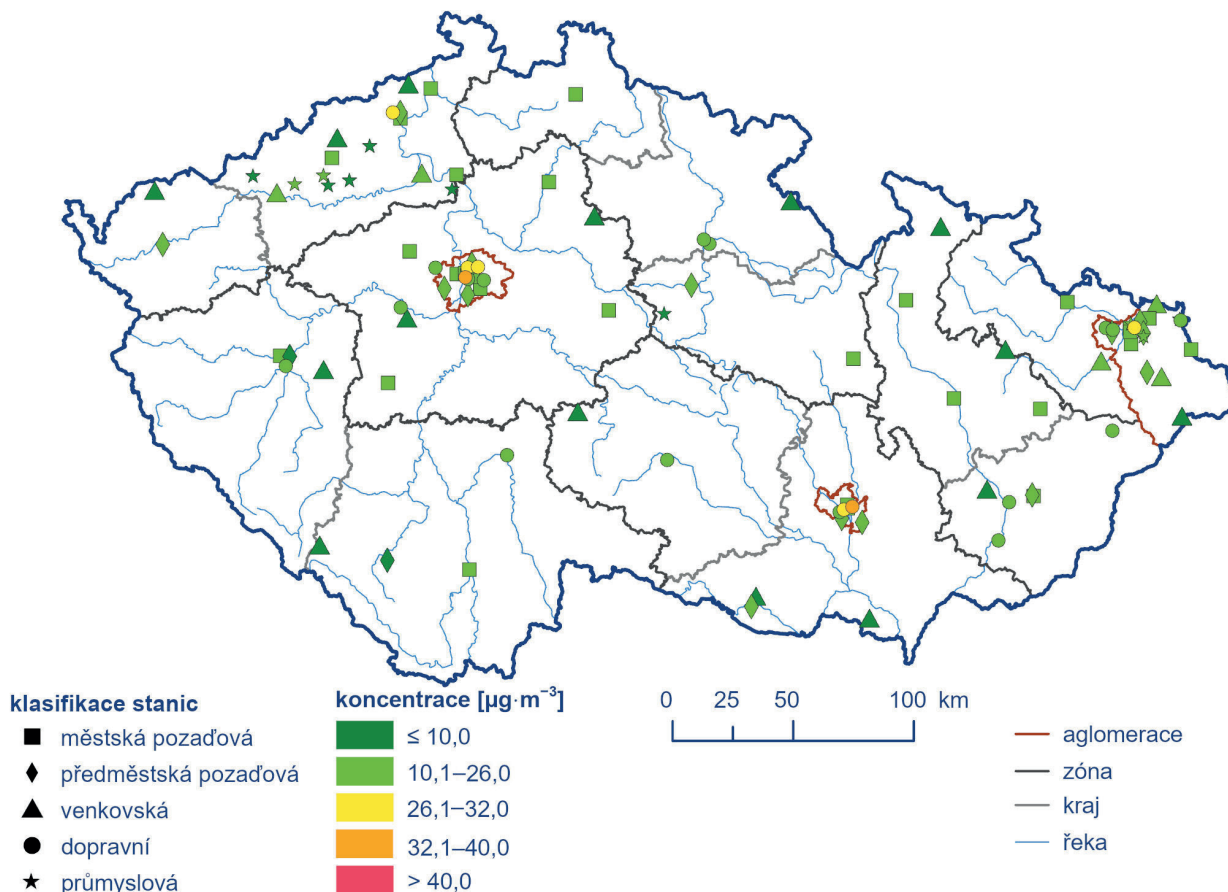 klasifikace stanic
městská pozaďová
předměstská pozaďová
venkovská
dopravní
průmyslová
koncentrace [µg·m⁻³]
≤ 10,0
10,1–26,0
26,1–32,0
32,1–40,0
> 40,0
0 25 50 100 km
aglomerace
zóna
kraj
řeka